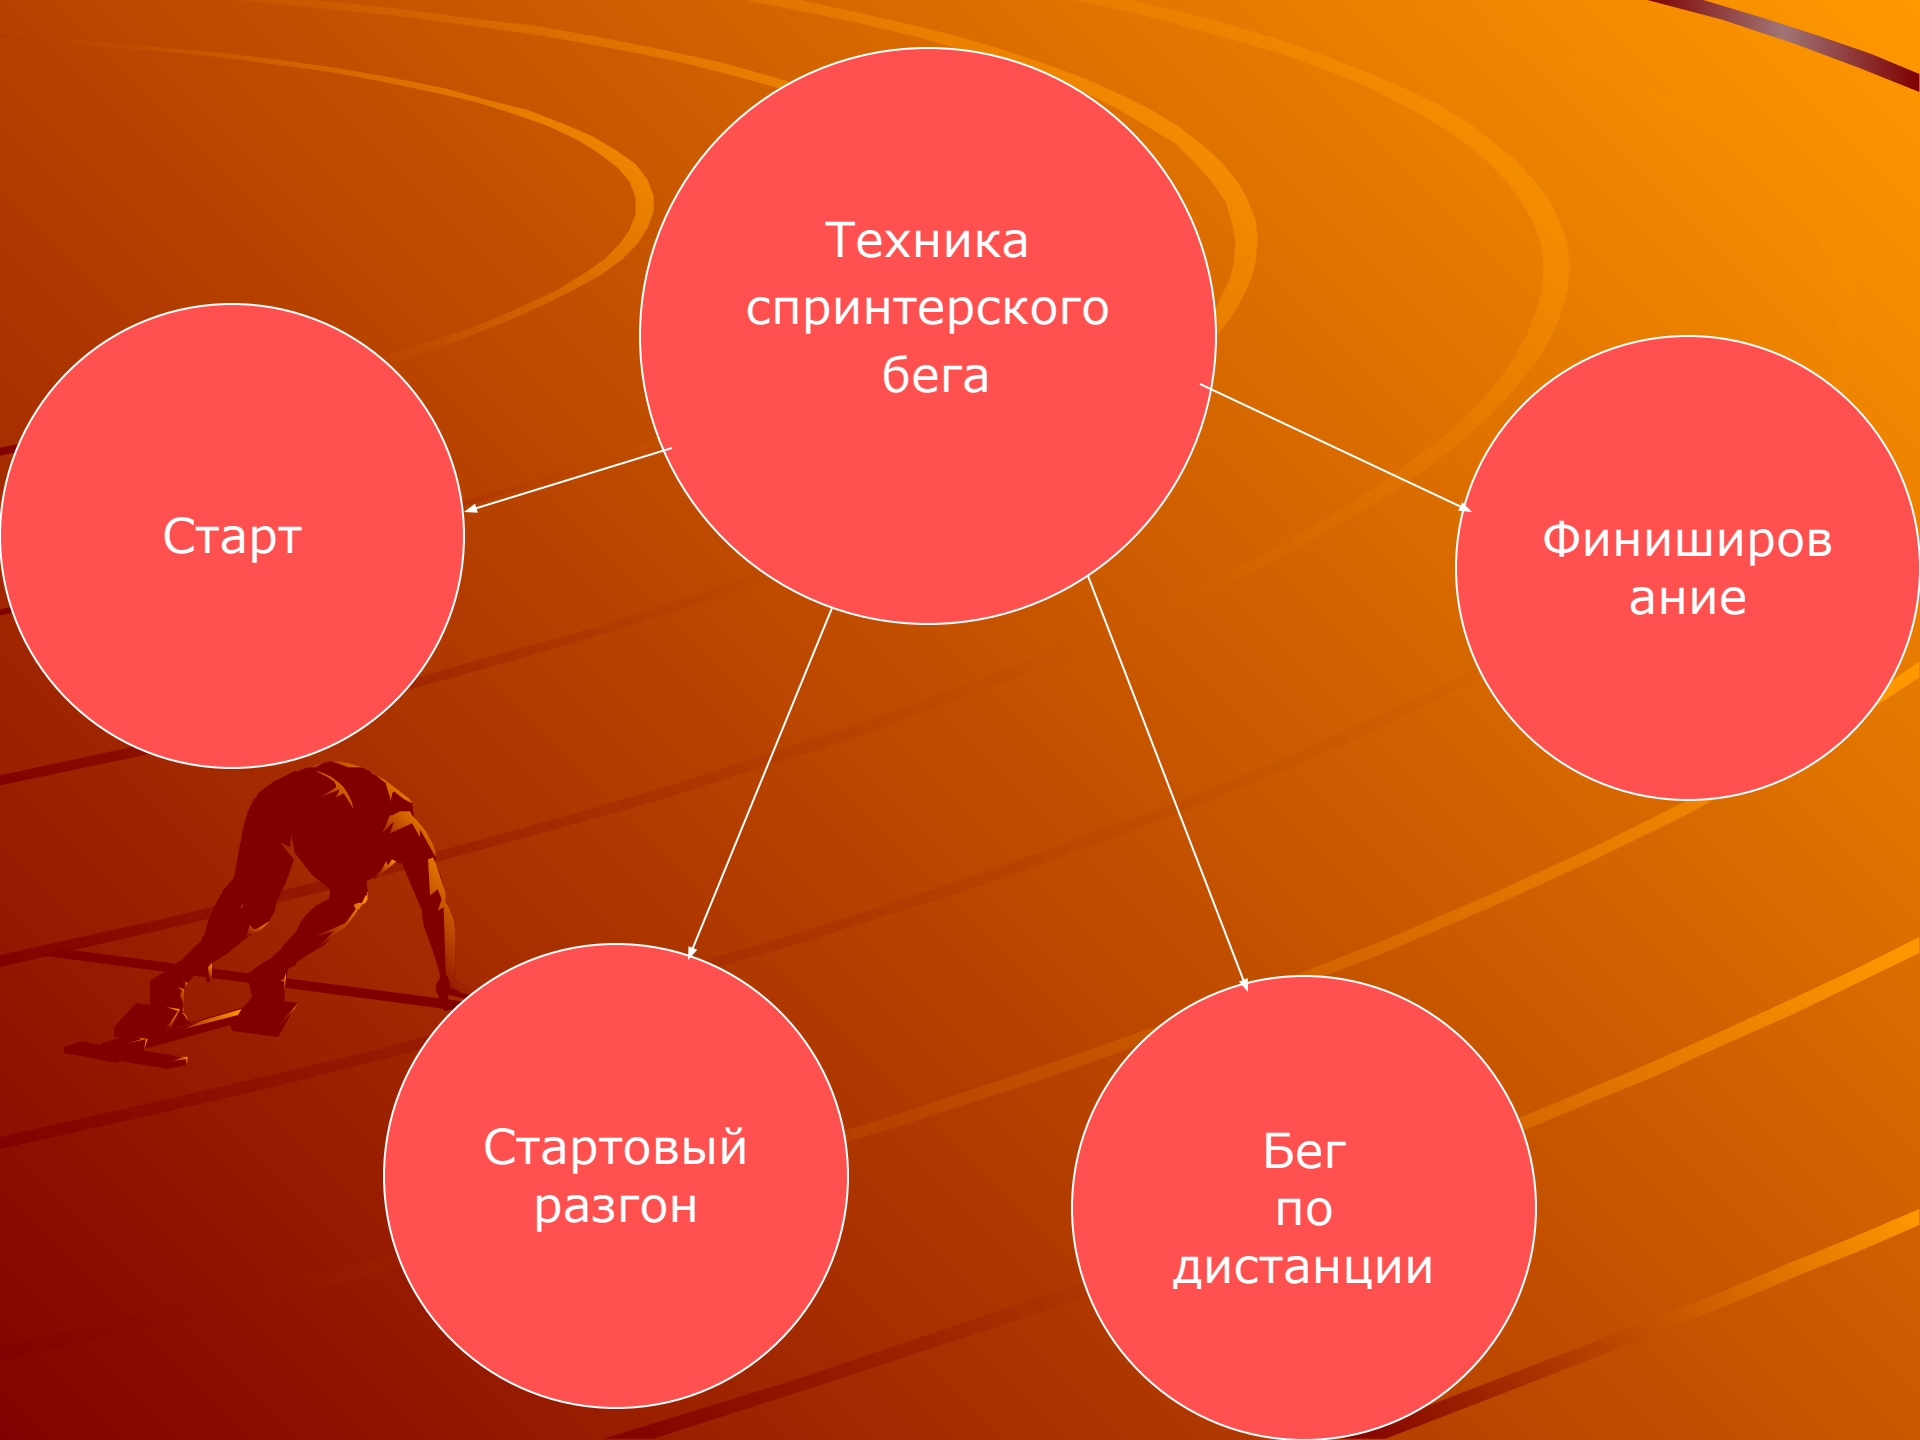 Техника
спринтерского
бега
Старт
Финиширов
ание
Стартовый
разгон
Бег
по
дистанции